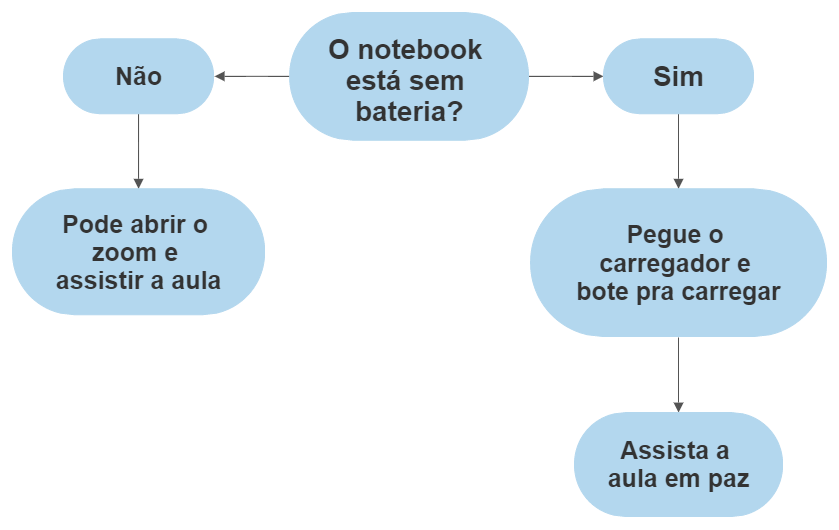 O notebook
está sem
bateria?
Não
Sim
Pode abrir o
zoom e
assistir a aula
Pegue o
carregador e
bote pra carregar
Assista a
aula em paz